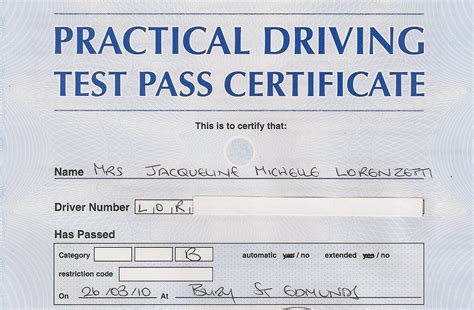 PRACTICAL DRIVING
TEST PASS CERTIFICATE
This is to certify that:
Name MRS JACQUELINE MICHELLE LORENZETTI
Driver Number L O R
Has Passed
Category B automatic yes / no extended yes / no
restriction code
On 26/03/10 At BURY ST EDMUNDS